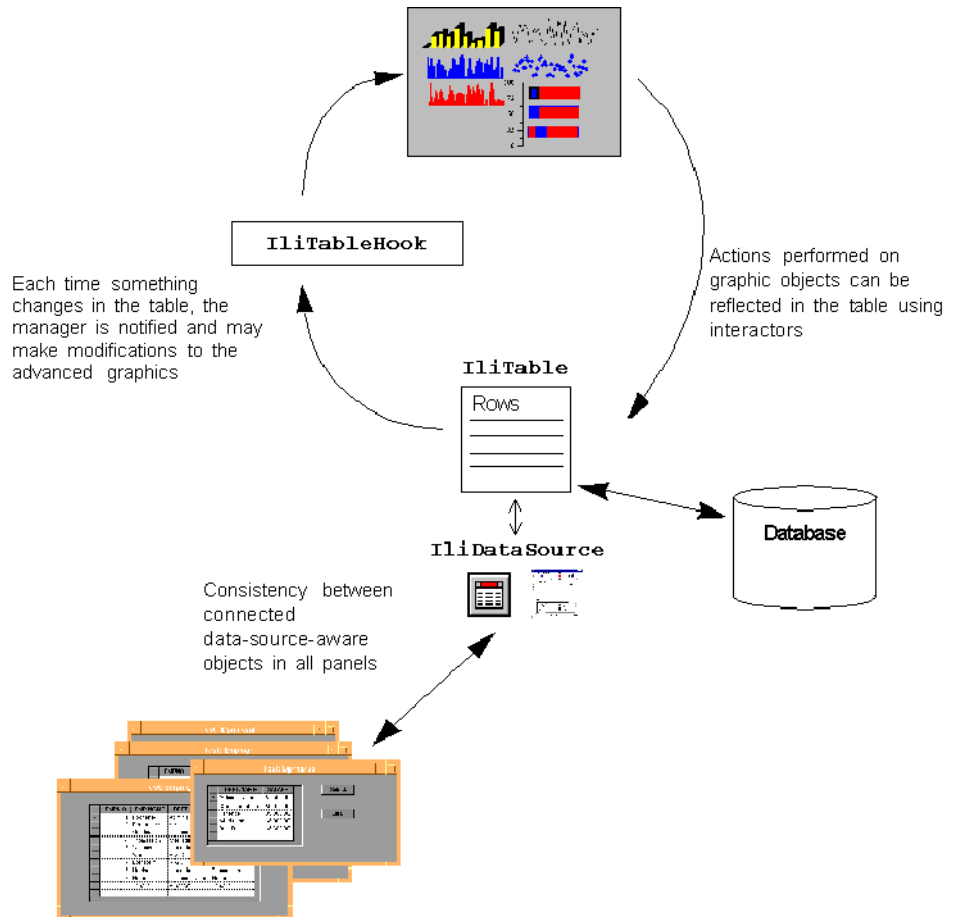 100
IliTableHook
Each time something
changes in the table, the
manager is notified and may
make modifications to the
advanced graphics
Actions performed on
graphic objects can be
reflected in the table using
interactors
IliTable
Rows
Database
IliDataSource
Consistency between
connected
data-source-aware
objects in all panels